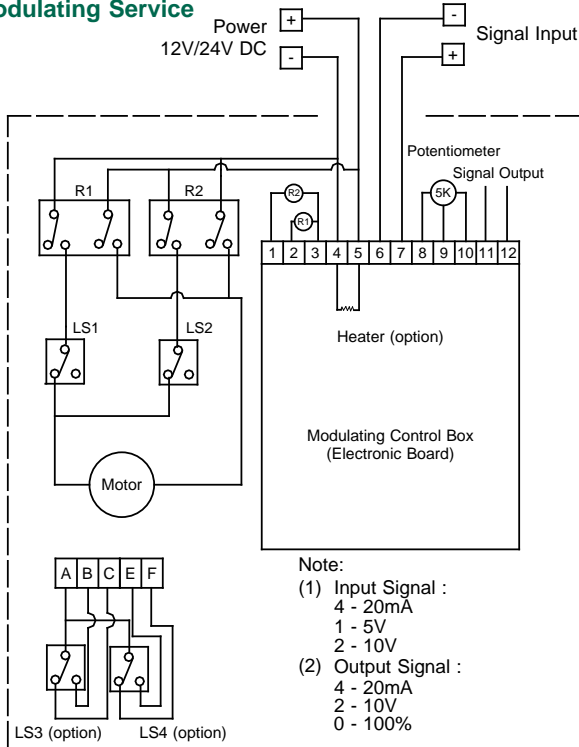 odulating Service
Power
12V/24V DC
+
-
-
+
Signal Input
Potentiometer
Signal Output
R1
R2
R2
R1
5K
1 2 3 4 5 6 7 8 9 10 11 12
LS1
LS2
Heater (option)
Modulating Control Box
(Electronic Board)
Motor
A B C E F
LS3 (option)
LS4 (option)
Note:
(1) Input Signal :
4 - 20mA
1 - 5V
2 - 10V
(2) Output Signal :
4 - 20mA
2 - 10V
0 - 100%